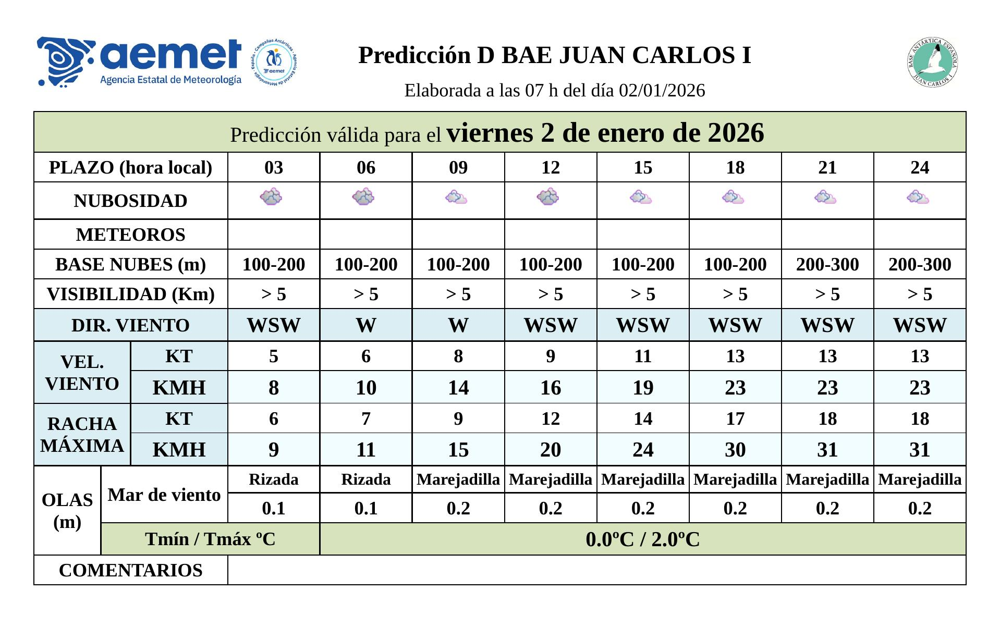 aemet
Agencia Estatal de Meteorología
Campañas Antárticas · Agencia Estatal de Meteorología · España ·
aemet
Predicción D BAE JUAN CARLOS I
Elaborada a las 07 h del día 02/01/2026
BASE ANTÁRTICA ESPAÑOLA
JUAN CARLOS I
Predicción válida para el viernes 2 de enero de 2026
PLAZO (hora local) 03 06 09 12 15 18 21 24
NUBOSIDAD
METEOROS
BASE NUBES (m) 100-200 100-200 100-200 100-200 100-200 100-200 200-300 200-300
VISIBILIDAD (Km) > 5 > 5 > 5 > 5 > 5 > 5 > 5 > 5
DIR. VIENTO WSW W W WSW WSW WSW WSW WSW
VEL.
VIENTO
KT 5 6 8 9 11 13 13 13
KMH 8 10 14 16 19 23 23 23
RACHA
MÁXIMA
KT 6 7 9 12 14 17 18 18
KMH 9 11 15 20 24 30 31 31
OLAS
(m)
Mar de viento
Rizada Rizada Marejadilla Marejadilla Marejadilla Marejadilla Marejadilla Marejadilla
0.1 0.1 0.2 0.2 0.2 0.2 0.2 0.2
Tmín / Tmáx ºC 0.0ºC / 2.0ºC
COMENTARIOS